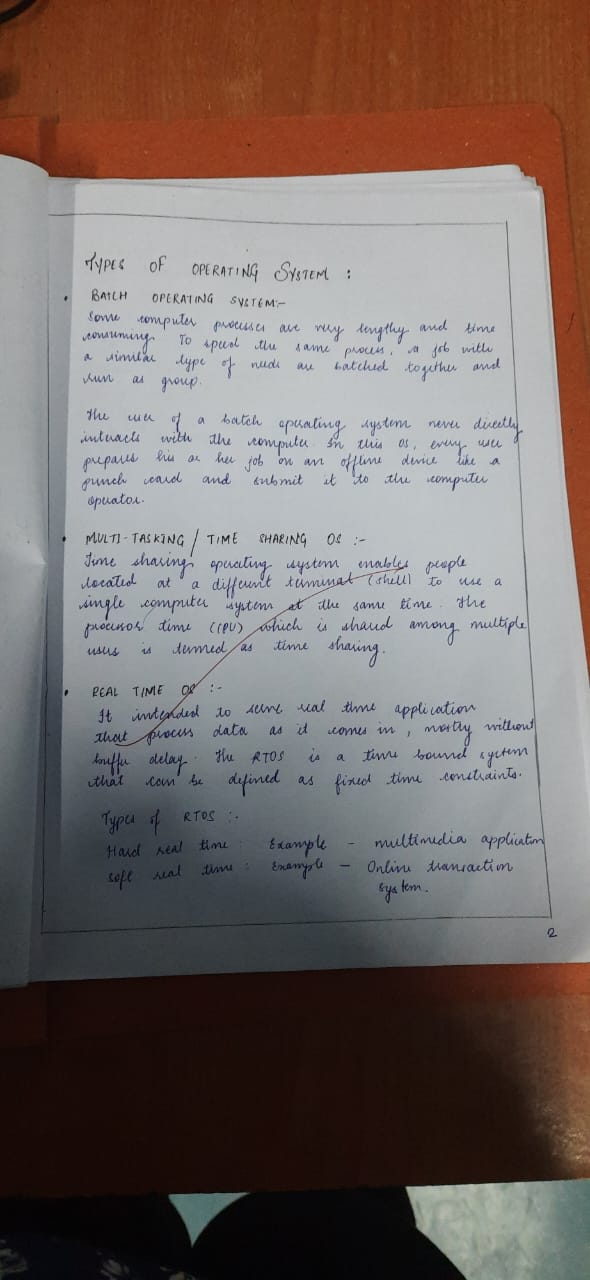 TYPES OF OPERATING SYSTEM :
• BATCH OPERATING SYSTEM:-
Some computer processes are very lengthy and time
consuming. To speed the same process, a job with
a similar type of needs are batched together and
run as group.
The user of a batch operating system never directly
interacts with the computer. In this OS, every user
prepares his or her job on an offline device like a
punch card and submit it to the computer
operator.
• MULTI-TASKING / TIME SHARING OS :-
Time sharing operating system enables people
located at a different terminal (shell) to use a
single computer system at the same time. The
processor time (CPU) which is shared among multiple
users is termed as time sharing.
• REAL TIME OS :-
It intended to serve real time application
that process data as it comes in, mostly without
buffer delay. The RTOS is a time bound system
that can be defined as fixed time constraints.
Types of RTOS :-
Hard real time : Example - multimedia application
Soft real time : Example - Online transaction
system.
2